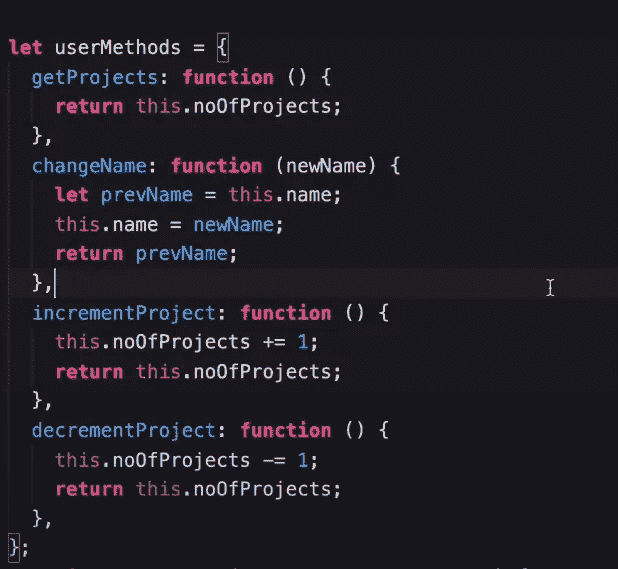 let userMethods = {
  getProjects: function () {
    return this.noOfProjects;
  },
  changeName: function (newName) {
    let prevName = this.name;
    this.name = newName;
    return prevName;
  },
  incrementProject: function () {
    this.noOfProjects += 1;
    return this.noOfProjects;
  },
  decrementProject: function () {
    this.noOfProjects -= 1;
    return this.noOfProjects;
  },
};